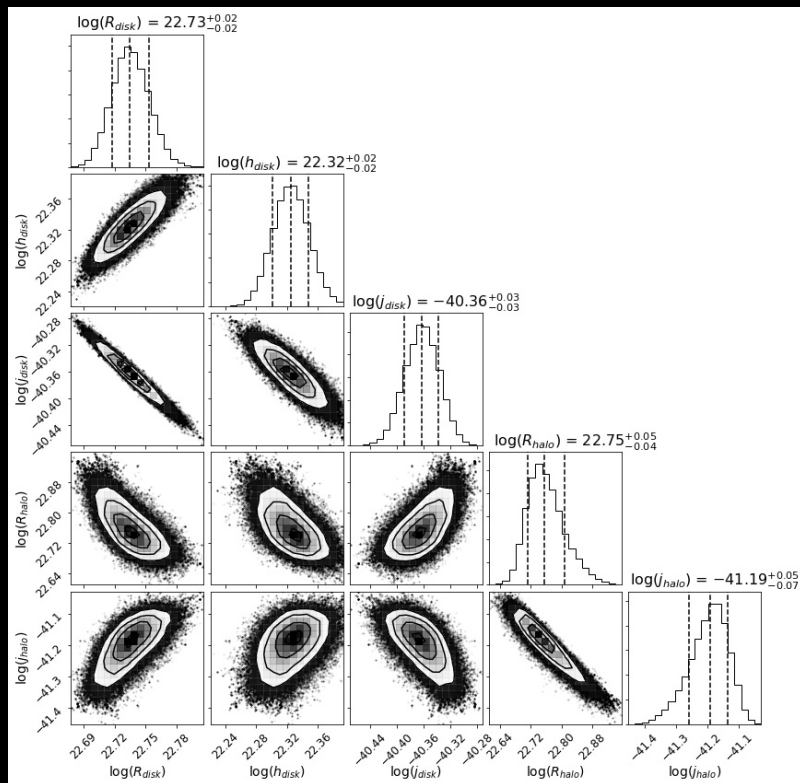 log(R_disk) = 22.73^{+0.02}_{-0.02}
log(h_disk) = 22.32^{+0.02}_{-0.02}
log(h_disk)
22.36
22.32
22.28
22.24
log(j_disk) = −40.36^{+0.03}_{-0.03}
log(j_disk)
−40.28
−40.32
−40.36
−40.40
−40.44
log(R_halo) = 22.75^{+0.05}_{-0.04}
log(R_halo)
22.88
22.80
22.72
22.64
log(j_halo) = −41.19^{+0.05}_{-0.07}
log(j_halo)
−41.1
−41.2
−41.3
−41.4
22.69 22.72 22.75 22.78 22.24 22.28 22.32 22.36 −40.44 −40.40 −40.36 −40.32 −40.28 22.64 22.72 22.80 22.88 −41.4 −41.3 −41.2 −41.1
log(R_disk) log(h_disk) log(j_disk) log(R_halo) log(j_halo)